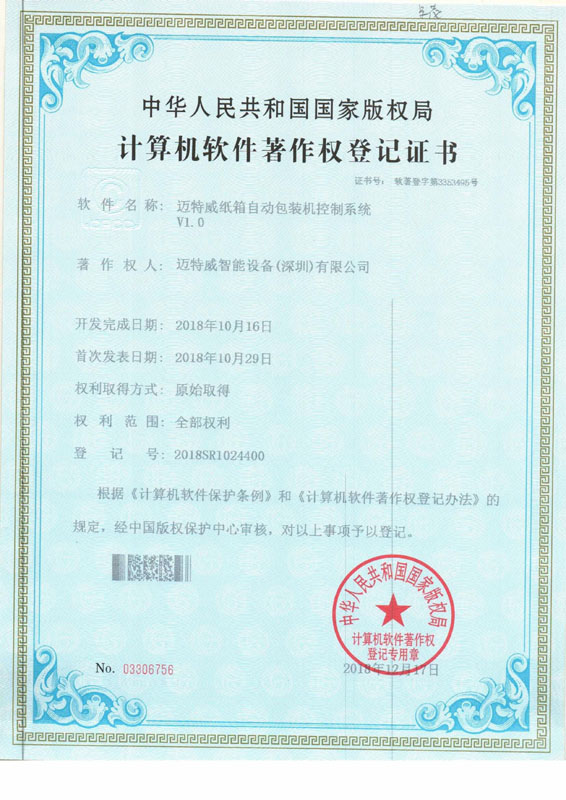 中华人民共和国国家版权局
计算机软件著作权登记证书
证书号： 软著登字第3353495号
软 件 名 称： 迈特威纸箱自动包装机控制系统
V1.0
著 作 权 人： 迈特威智能设备(深圳)有限公司
开发完成日期： 2018年10月16日
首次发表日期： 2018年10月29日
权利取得方式： 原始取得
权 利 范 围： 全部权利
登 记 号： 2018SR1024400
根据《计算机软件保护条例》和《计算机软件著作权登记办法》的
规定，经中国版权保护中心审核，对以上事项予以登记。
中华人民共和国国家版权局
计算机软件著作权
登记专用章
No. 03306756
2018年12月17日